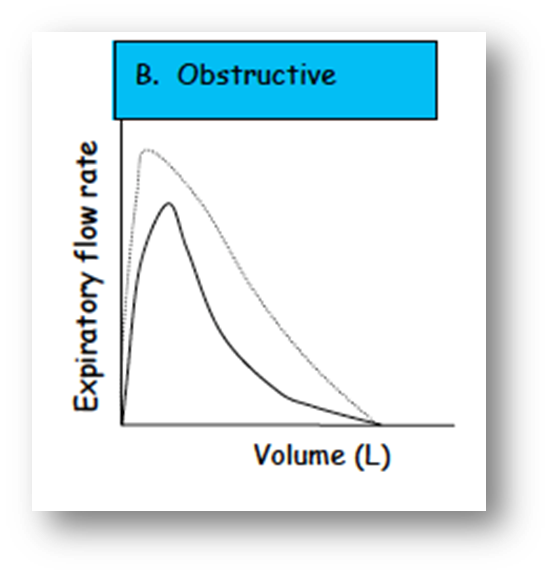 B. Obstructive
Expiratory flow rate
Volume (L)